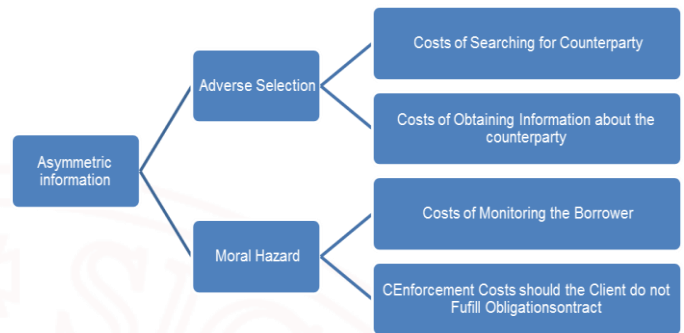 Costs of Searching for Counterparty
Adverse Selection
Costs of Obtaining Information about the
counterparty
Asymmetric
information
Costs of Monitoring the Borrower
Moral Hazard
CEnforcement Costs should the Client do not
Fufill Obligationsontract